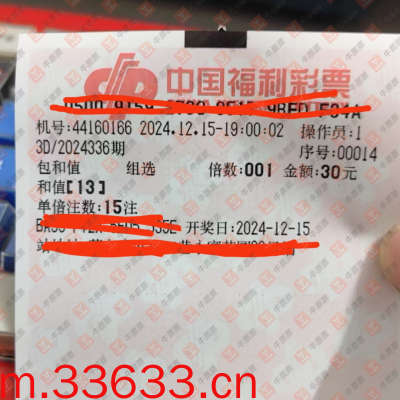 中国福利彩票
机号:44160166 2024.12.15-19:00:02 操作员:1
3D/2024336期 序号:00014
包和值 组选 倍数:001 金额:30元
和值[13]
单倍注数:15注
开奖日:2024-12-15
m.33633.cn